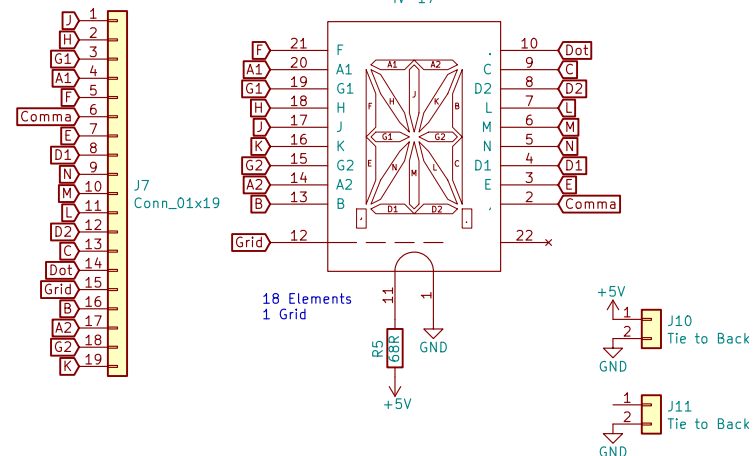 J 1
H 2
G1 3
A1 4
F 5
Comma 6
E 7
D1 8
N 9
M 10
L 11
D2 12
C 13
Dot 14
Grid 15
B 16
A2 17
G2 18
K 19
J7
Conn_01x19
F 21 F
A1 20 A1
G1 19 G1
H 18 H
J 17 J
K 16 K
G2 15 G2
A2 14 A2
B 13 B
Grid 12
. 10 Dot
C 9 C
D2 8 D2
L 7 L
M 6 M
N 5 N
D1 4 D1
E 3 E
, 2 Comma
22
A1 A2
F H J K B
G1 G2
E N M L C
D1 D2
, .
11 1
18 Elements
1 Grid
R5 68R
GND
+5V
+5V
1
2
J10
Tie to Back
GND
1
2
J11
Tie to Back
GND